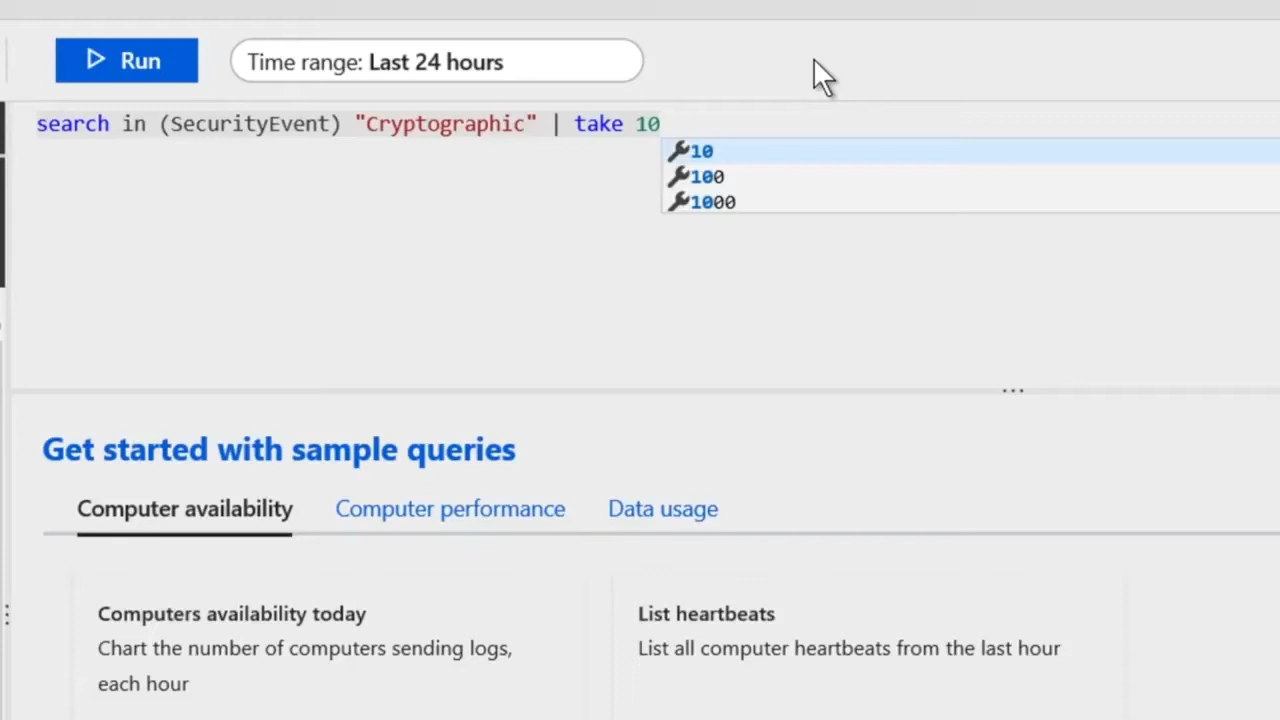 Run
Time range: Last 24 hours
search in (SecurityEvent) "Cryptographic" | take 10
10
100
1000
Get started with sample queries
Computer availability
Computer performance
Data usage
Computers availability today
Chart the number of computers sending logs,
each hour
List heartbeats
List all computer heartbeats from the last hour